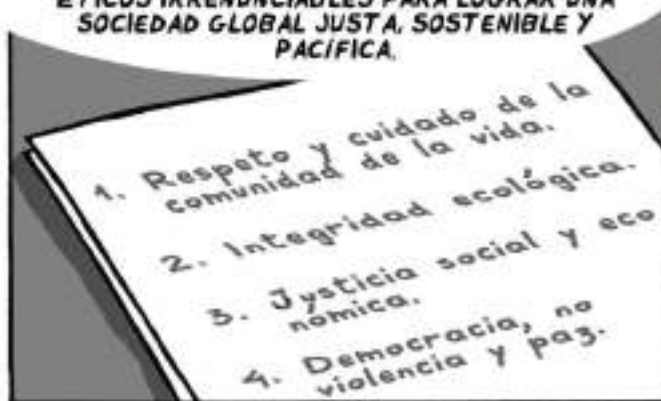 ÉTICOS IRRENUNCIABLES PARA LOGRAR UNA
SOCIEDAD GLOBAL JUSTA, SOSTENIBLE Y
PACÍFICA.
1. Respeto y cuidado de la
comunidad de la vida.
2. Integridad ecológica.
3. Justicia social y eco
nómica.
4. Democracia, no
violencia y paz.